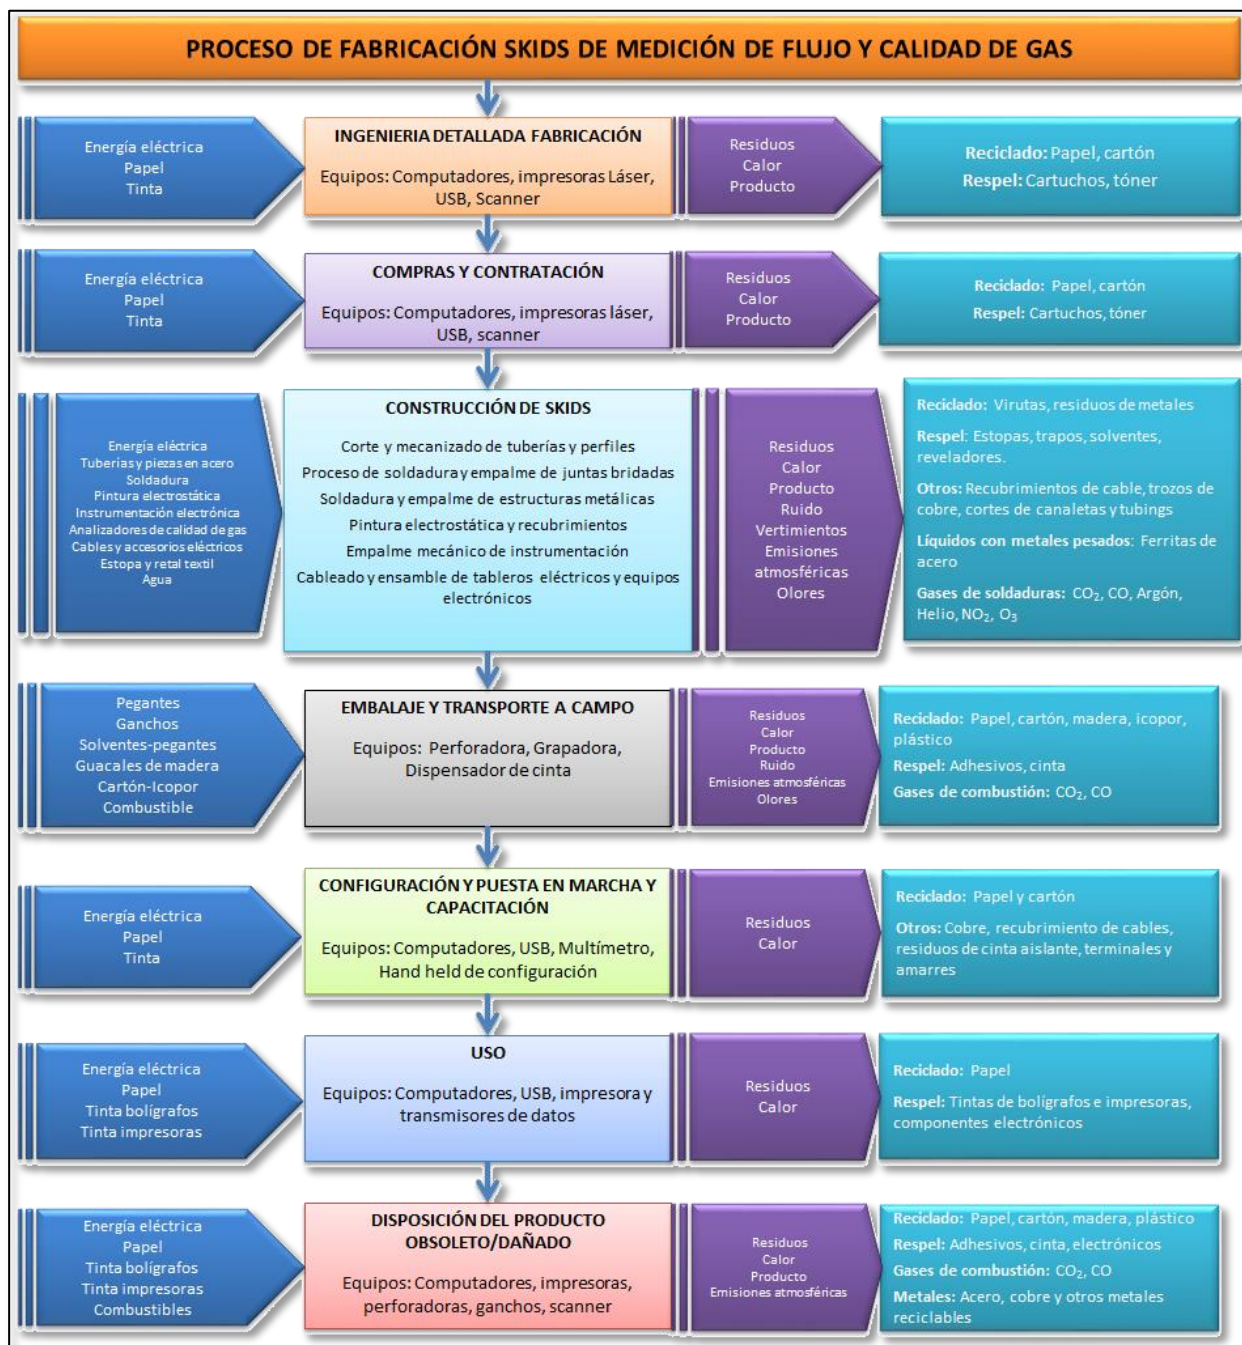 PROCESO DE FABRICACIÓN SKIDS DE MEDICIÓN DE FLUJO Y CALIDAD DE GAS
Energía eléctrica
Papel
Tinta
INGENIERIA DETALLADA FABRICACIÓN
Equipos: Computadores, impresoras Láser,
USB, Scanner
Residuos
Calor
Producto
Reciclado: Papel, cartón
Respel: Cartuchos, tóner
Energía eléctrica
Papel
Tinta
COMPRAS Y CONTRATACIÓN
Equipos: Computadores, impresoras láser,
USB, scanner
Residuos
Calor
Producto
Reciclado: Papel, cartón
Respel: Cartuchos, tóner
Energía eléctrica
Tuberías y piezas en acero
Soldadura
Pintura electrostática
Instrumentación electrónica
Analizadores de calidad de gas
Cables y accesorios eléctricos
Estopa y retal textil
Agua
CONSTRUCCIÓN DE SKIDS
Corte y mecanizado de tuberías y perfiles
Proceso de soldadura y empalme de juntas bridadas
Soldadura y empalme de estructuras metálicas
Pintura electrostática y recubrimientos
Empalme mecánico de instrumentación
Cableado y ensamble de tableros eléctricos y equipos
electrónicos
Residuos
Calor
Producto
Ruido
Vertimientos
Emisiones
atmosféricas
Olores
Reciclado: Virutas, residuos de metales
Respel: Estopas, trapos, solventes,
reveladores.
Otros: Recubrimientos de cable, trozos de
cobre, cortes de canaletas y tubings
Líquidos con metales pesados: Ferritas de
acero
Gases de soldaduras: CO₂, CO, Argón,
Helio, NO₂, O₃
Pegantes
Ganchos
Solventes-pegantes
Guacales de madera
Cartón-Icopor
Combustible
EMBALAJE Y TRANSPORTE A CAMPO
Equipos: Perforadora, Grapadora,
Dispensador de cinta
Residuos
Calor
Producto
Ruido
Emisiones atmosféricas
Olores
Reciclado: Papel, cartón, madera, icopor,
plástico
Respel: Adhesivos, cinta
Gases de combustión: CO₂, CO
Energía eléctrica
Papel
Tinta
CONFIGURACIÓN Y PUESTA EN MARCHA Y
CAPACITACIÓN
Equipos: Computadores, USB, Multímetro,
Hand held de configuración
Residuos
Calor
Reciclado: Papel y cartón
Otros: Cobre, recubrimiento de cables,
residuos de cinta aislante, terminales y
amarres
Energía eléctrica
Papel
Tinta bolígrafos
Tinta impresoras
USO
Equipos: Computadores, USB, impresora y
transmisores de datos
Residuos
Calor
Reciclado: Papel
Respel: Tintas de bolígrafos e impresoras,
componentes electrónicos
Energía eléctrica
Papel
Tinta bolígrafos
Tinta impresoras
Combustibles
DISPOSICIÓN DEL PRODUCTO
OBSOLETO/DAÑADO
Equipos: Computadores, impresoras,
perforadoras, ganchos, scanner
Residuos
Calor
Producto
Emisiones atmosféricas
Reciclado: Papel, cartón, madera, plástico
Respel: Adhesivos, cinta, electrónicos
Gases de combustión: CO₂, CO
Metales: Acero, cobre y otros metales
reciclables